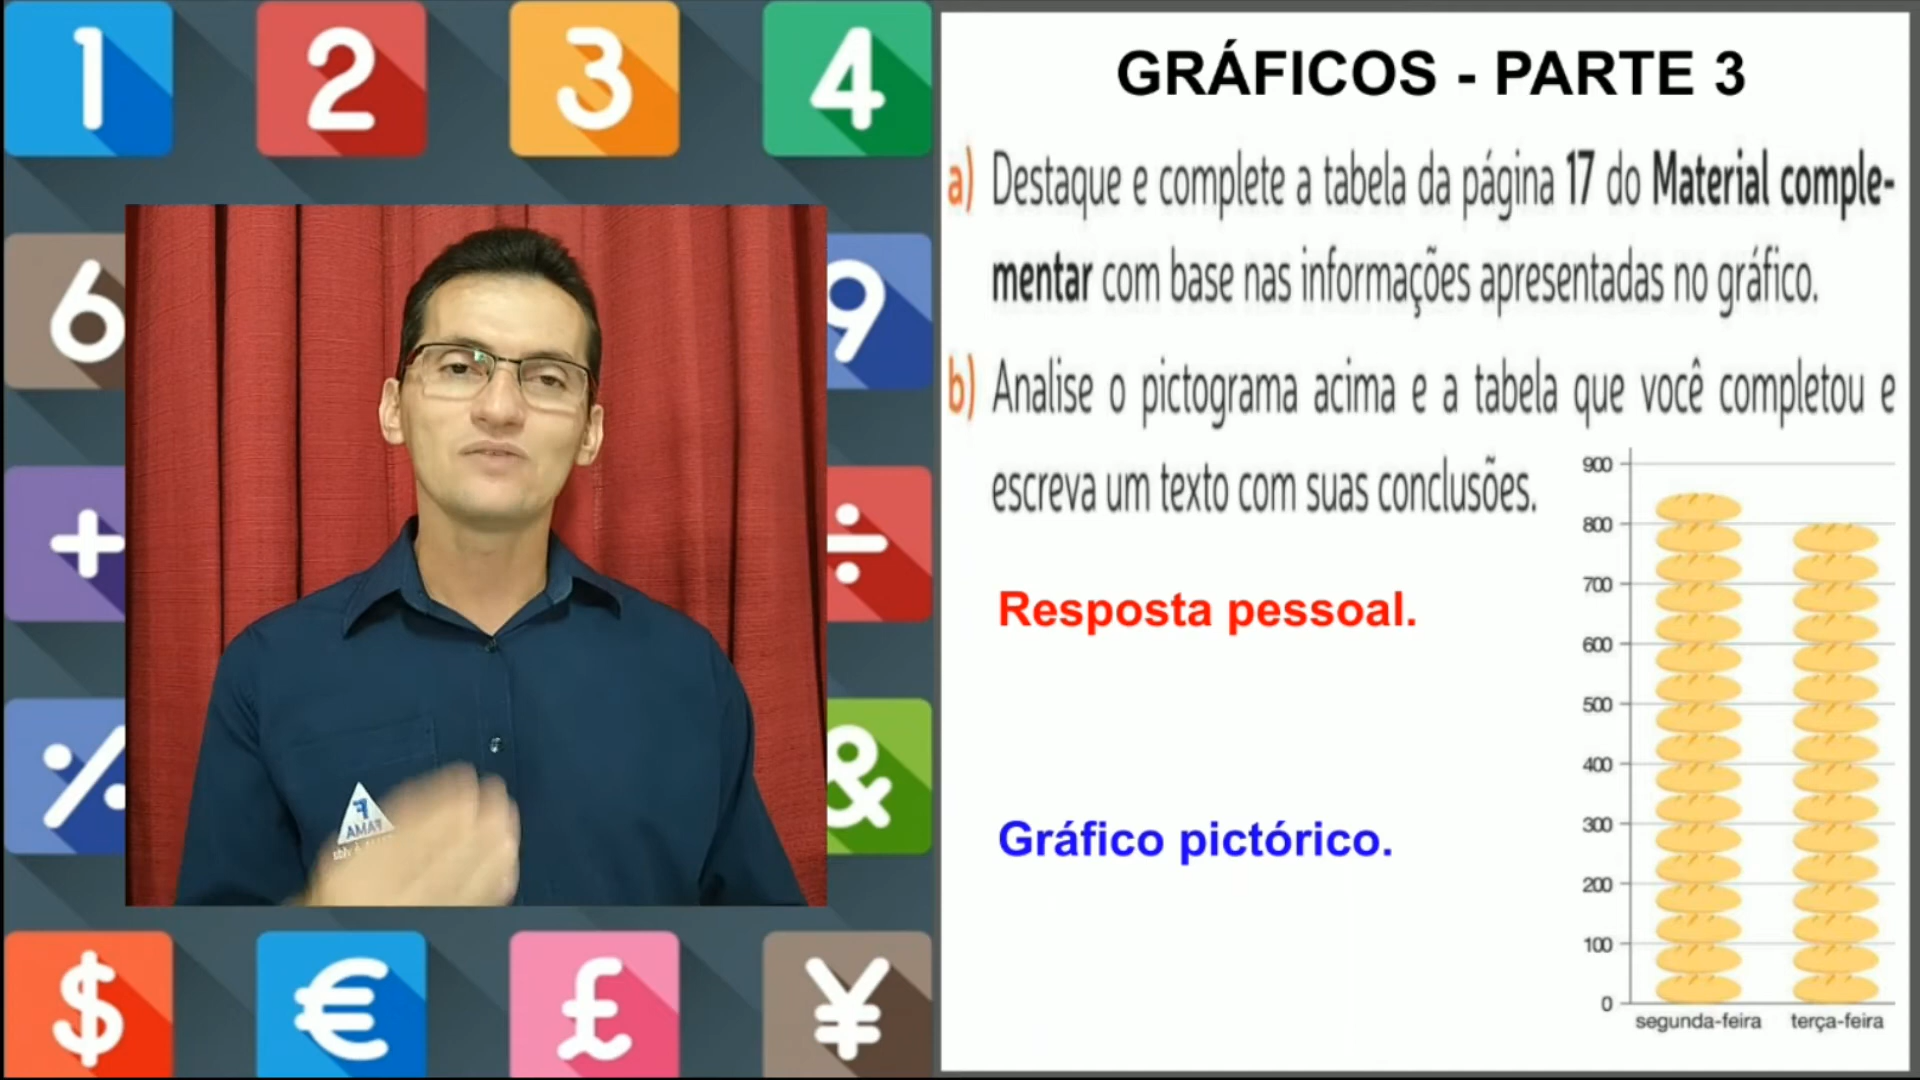 1 2 3 4
6 9
+ ÷
% &
$ € £ ¥
FAMA
GRÁFICOS - PARTE 3
a) Destaque e complete a tabela da página 17 do Material comple-
mentar com base nas informações apresentadas no gráfico.
b) Analise o pictograma acima e a tabela que você completou e
escreva um texto com suas conclusões.
Resposta pessoal.
Gráfico pictórico.
900
800
700
600
500
400
300
200
100
0
segunda-feira terça-feira